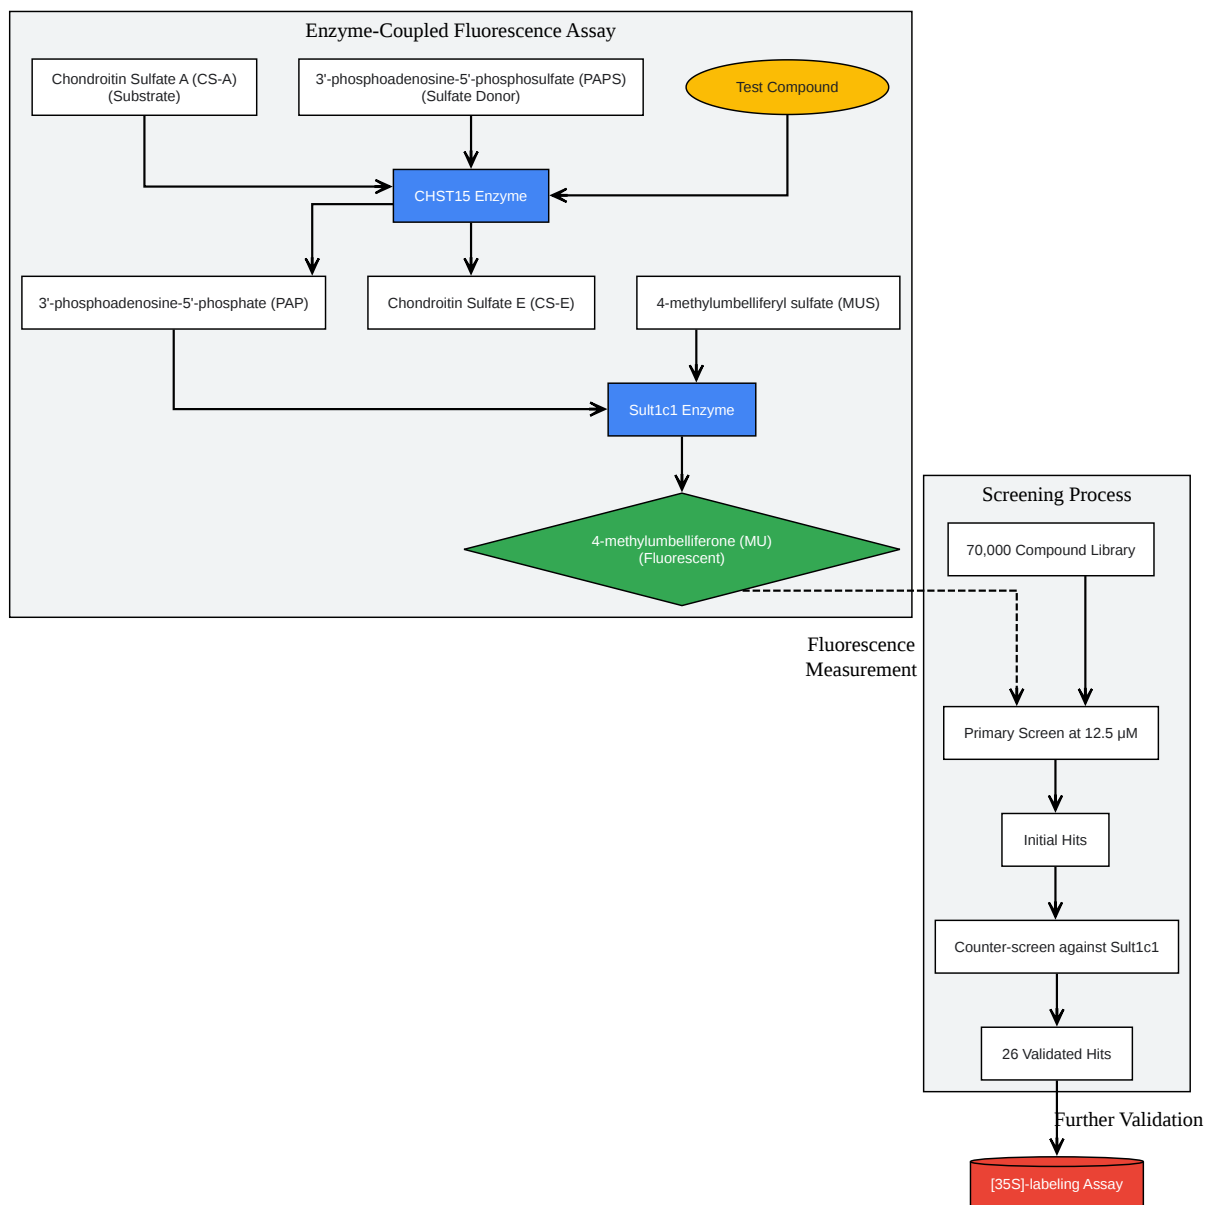 Enzyme-Coupled Fluorescence Assay
Chondroitin Sulfate A (CS-A)
(Substrate)
3'-phosphoadenosine-5'-phosphosulfate (PAPS)
(Sulfate Donor)
Test Compound
CHST15 Enzyme
3'-phosphoadenosine-5'-phosphate (PAP)
Chondroitin Sulfate E (CS-E)
4-methylumbelliferyl sulfate (MUS)
Sult1c1 Enzyme
4-methylumbelliferone (MU)
(Fluorescent)
Screening Process
70,000 Compound Library
Fluorescence
Measurement
Primary Screen at 12.5 μM
Initial Hits
Counter-screen against Sult1c1
26 Validated Hits
Further Validation
[35S]-labeling Assay